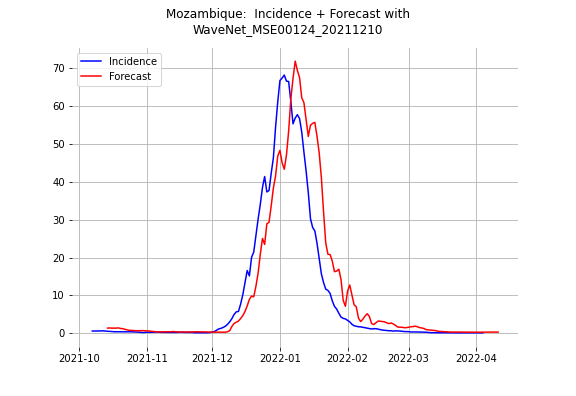 Mozambique:  Incidence + Forecast with
WaveNet_MSE00124_20211210
Incidence
Forecast
70
60
50
40
30
20
10
0
2021-10 2021-11 2021-12 2022-01 2022-02 2022-03 2022-04